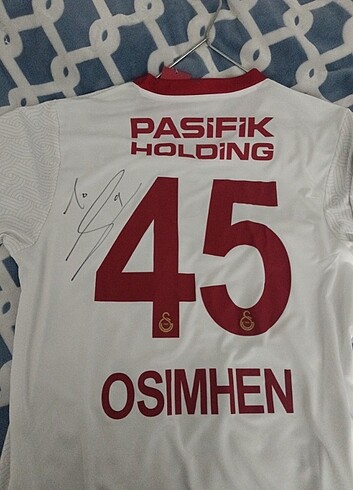 PASİFİK
HOLDİNG
45
OSIMHEN